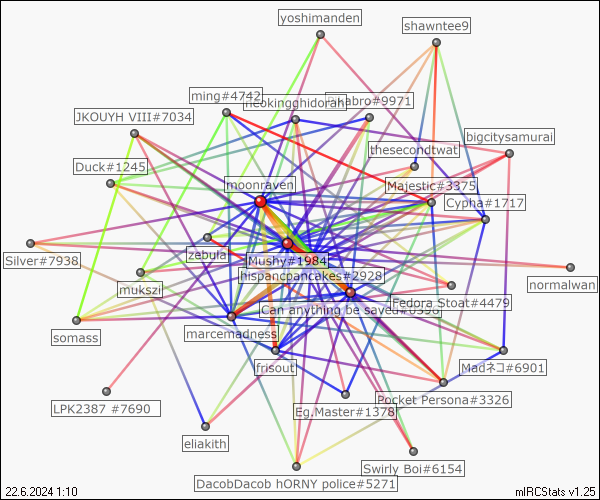 yoshimanden
shawntee9
ming#4742
neokingghidorah
#9971
JKOUYH VIII#7034
bigcitysamurai
thesecondtwat
Duck#1245
moonraven
Majestic#3375
Cypha#1717
Silver#7938
zebula
Mushy#1984
hispancpancakes#2928
normalwan
mukszi
Fedora Stoat#4479
Can anything be saved
marcemadness
somass
frisout
Madネコ#6901
LPK2387 #7690
Eg.Master#1378
Pocket Persona#3326
eliakith
Swirly Boi#6154
DacobDacob hORNY police#5271
22.6.2024 1:10
mIRCStats v1.25